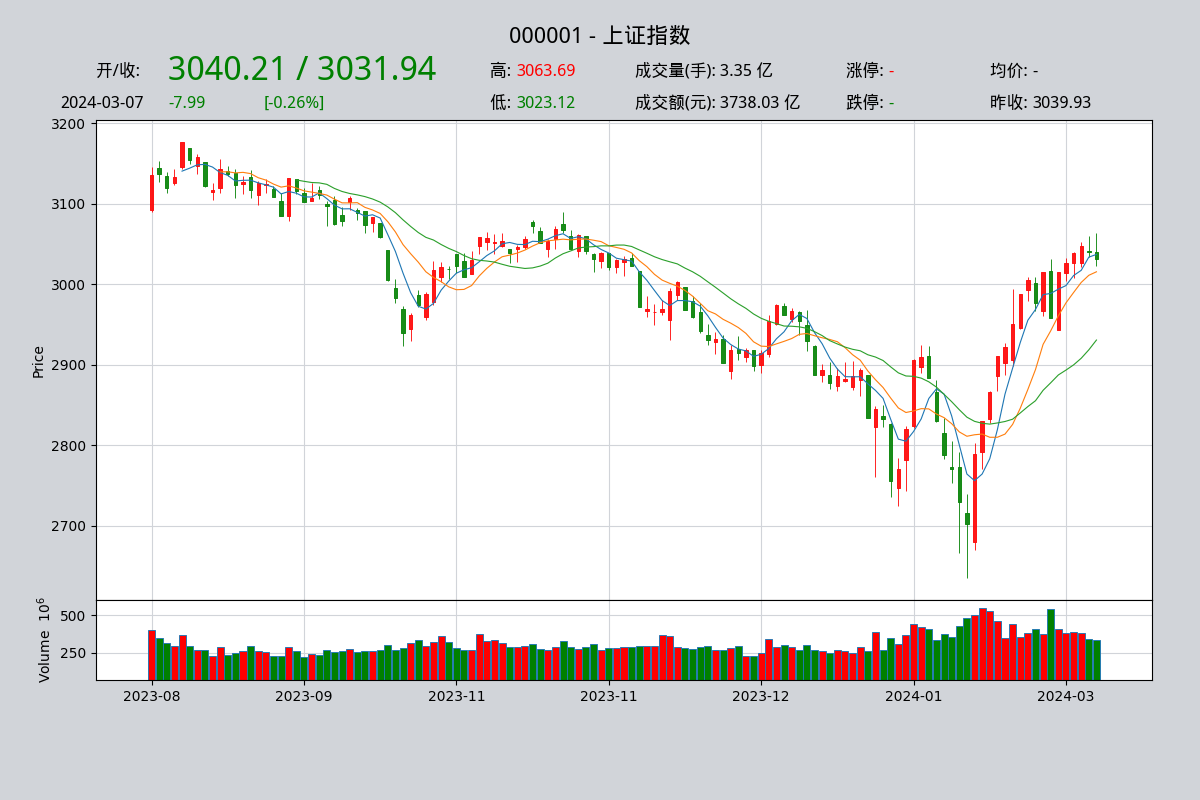 000001 - 上证指数
开/收: 3040.21 / 3031.94 高: 3063.69 成交量(手): 3.35 亿 涨停: - 均价: -
2024-03-07 -7.99 [-0.26%] 低: 3023.12 成交额(元): 3738.03 亿 跌停: - 昨收: 3039.93
3200
3100
3000
2900
2800
2700
Price
500
250
Volume 10^6
2023-08 2023-09 2023-11 2023-11 2023-12 2024-01 2024-03